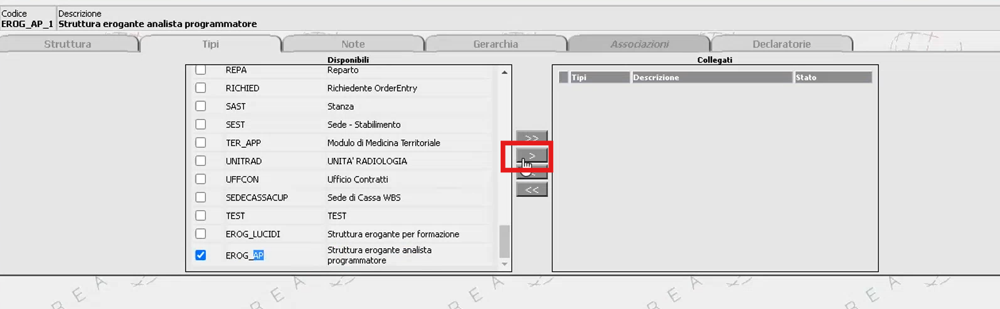 Codice Descrizione
EROG_AP_1 Struttura erogante analista programmatore
Struttura Tipi Note Gerarchia Associazioni Declaratorie
Disponibili Collegati
Tipi Descrizione Stato
REPA Reparto
RICHIED Richiedente OrderEntry
SAST Stanza
SEST Sede - Stabilimento
>>
TER_APP Modulo di Medicina Territoriale
>
UNITRAD UNITA' RADIOLOGIA
UFFCON Ufficio Contratti
<<
SEDECASSACUP Sede di Cassa WBS
TEST TEST
EROG_LUCIDI Struttura erogante per formazione
EROG_AP Struttura erogante analista
programmatore